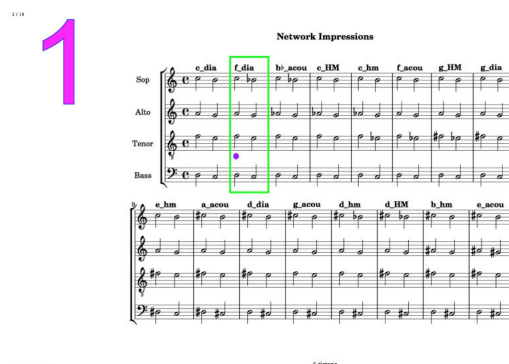 2 / 18
1
Network Impressions
c_dia f_dia b♭_acou c_HM c_hm f_acou g_HM g_dia
Sop
Alto
Tenor
Bass
9
e_hm a_acou d_dia g_acou d_hm d_HM b_hm e_acou